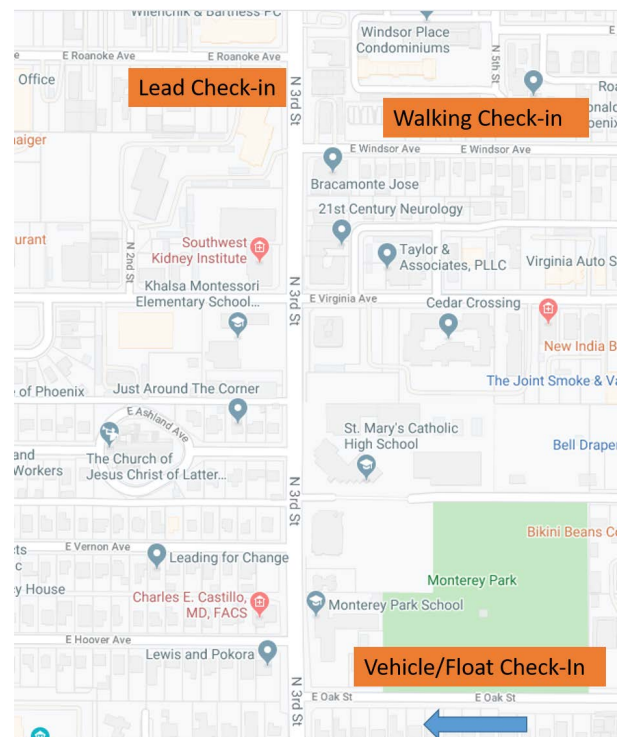 Wilenchik & Bartness PC
Windsor Place
Condominiums
E Roanoke Ave
E Roanoke Ave
N 5th St
Office
Lead Check-in
N 3rd St
Walking Check-in
E Windsor Ave
E Windsor Ave
Bracamonte Jose
21st Century Neurology
N 2nd St
Southwest
Kidney Institute
Taylor &
Associates, PLLC
Virginia Auto S
Khalsa Montessori
Elementary School...
N 3rd St
E Virginia Ave
Cedar Crossing
New India B
The Joint Smoke & Va
e of Phoenix
Just Around The Corner
E Ashland Ave
St. Mary's Catholic
High School
Bell Draper
and
Workers
The Church of
Jesus Christ of Latter...
N 3rd St
Bikini Beans Co
E Vernon Ave
Leading for Change
Monterey Park
y House
Charles E. Castillo,
MD, FACS
Monterey Park School
E Hoover Ave
Lewis and Pokora
Vehicle/Float Check-In
N 3rd St
E Oak St
E Oak St